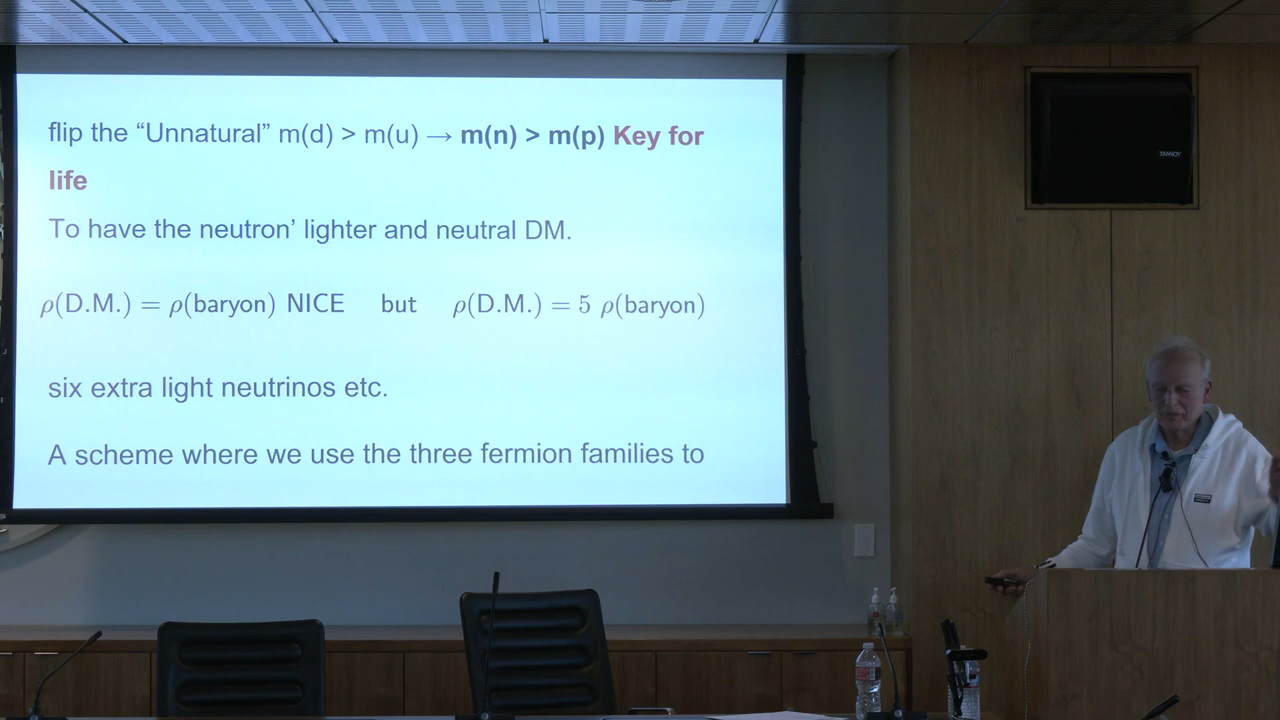 flip the “Unnatural” m(d) > m(u) → m(n) > m(p) Key for
life
To have the neutron’ lighter and neutral DM.
ρ(D.M.) = ρ(baryon) NICE but ρ(D.M.) = 5 ρ(baryon)
six extra light neutrinos etc.
A scheme where we use the three fermion families to
TANNOY